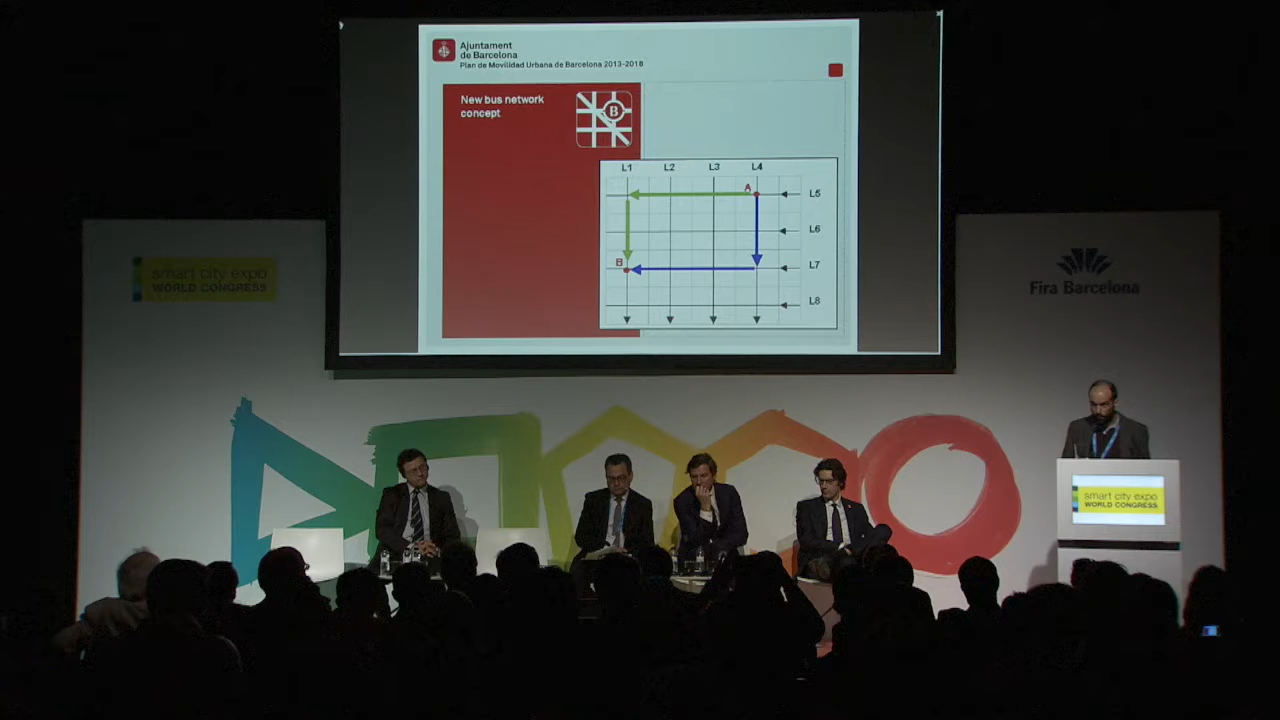 Ajuntament
de Barcelona
Plan de Movilidad Urbana de Barcelona 2013-2018
New bus network
concept
B
L1 L2 L3 L4
A
L5
L6
B
L7
L8
smart city expo
WORLD CONGRESS
Fira Barcelona
smart city expo
WORLD CONGRESS